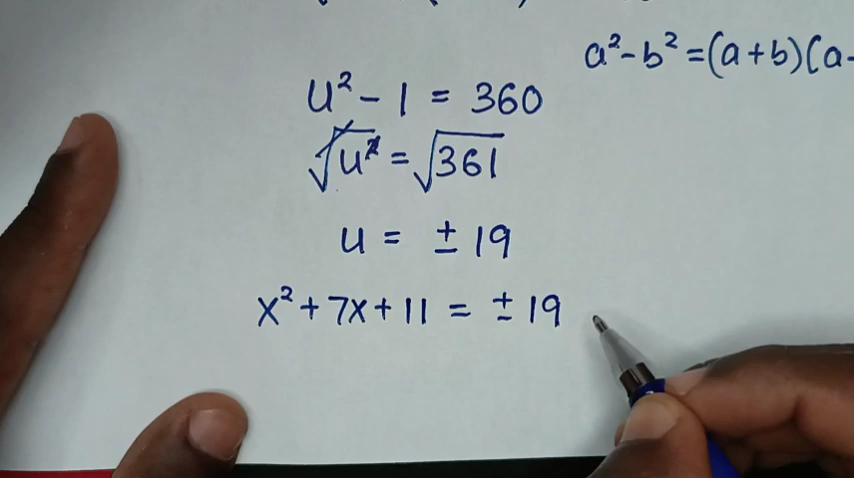 a² - b² = (a + b)(a -
u² - 1 = 360
√u² = √361
u = ± 19
x² + 7x + 11 = ± 19